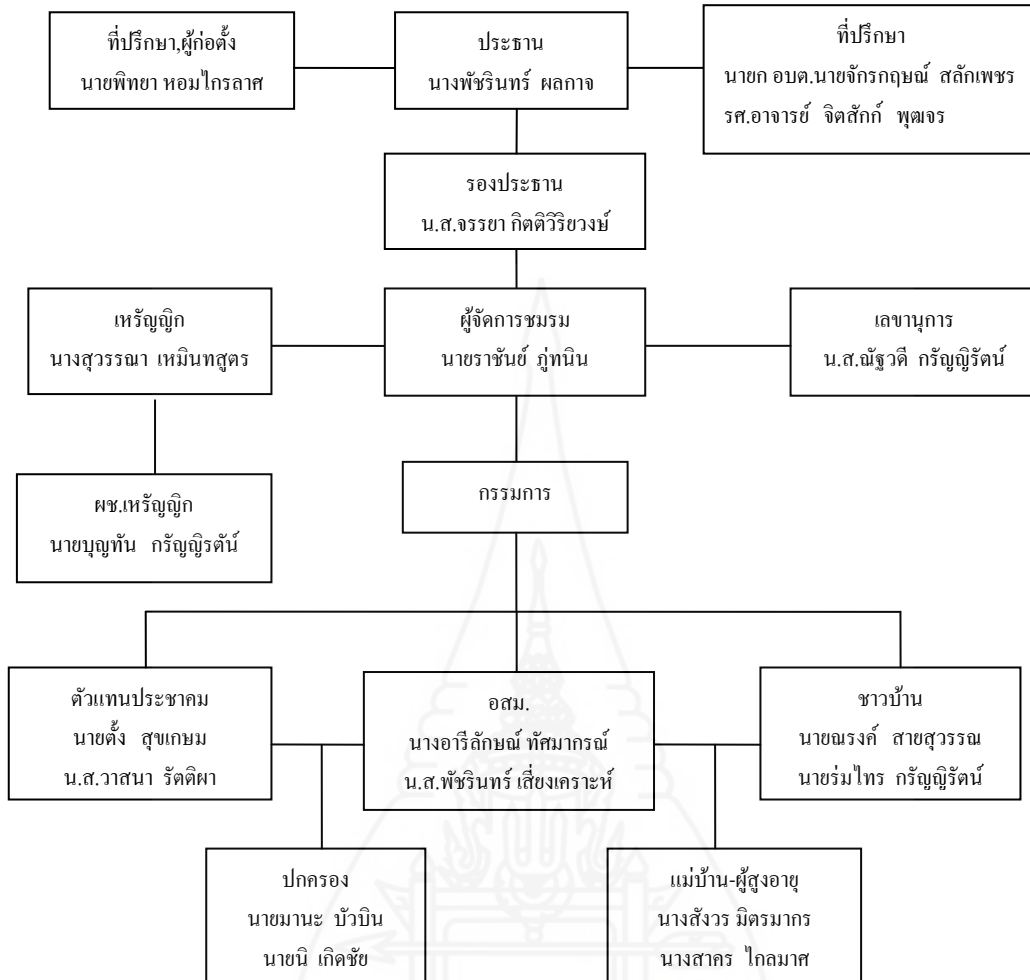 ที่ปรึกษา,ผู้ก่อตั้ง
นายพิทยา หอมไกรลาศ
ประธาน
นางพัชรินทร์ ผลกาจ
ที่ปรึกษา
นายก อบต.นายจักรกฤษณ์ สลักเพชร
รศ.อาจารย์ จิตสักก์ พุฒจร
รองประธาน
น.ส.จรรยา กิตติวิริยวงษ์
เหรัญญิก
นางสุวรรณา เหมินทสูตร
ผู้จัดการชมรม
นายราชันย์ ภู่ทนิน
เลขานุการ
น.ส.ณัฐวดี กรัญญิรัตน์
ผช.เหรัญญิก
นายบุญทัน กรัญญิรตัน์
กรรมการ
ตัวแทนประชาคม
นายตั้ง สุขเกษม
น.ส.วาสนา รัตติผา
อสม.
นางอารีลักษณ์ ทัศมากรณ์
น.ส.พัชรินทร์ เสี่ยงเคราะห์
ชาวบ้าน
นายณรงค์ สายสุวรรณ
นายร่มไทร กรัญญิรัตน์
ปกครอง
นายมานะ บัวบิน
นายนิ เกิดชัย
แม่บ้าน-ผู้สูงอายุ
นางสังวร มิตรมากร
นางสาคร ไกลมาศ